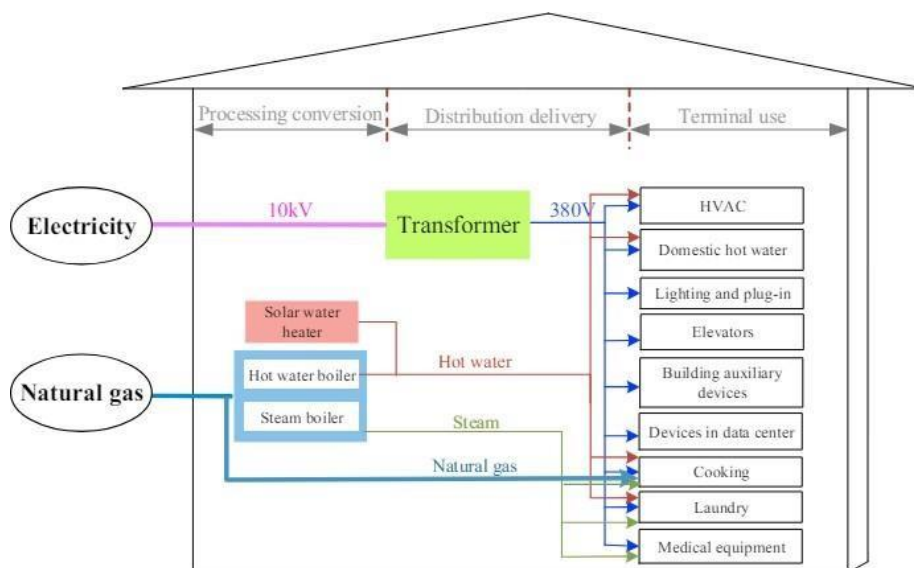 Processing conversion
Distribution delivery
Terminal use
Electricity
10kV
Transformer
380V
HVAC
Domestic hot water
Lighting and plug-in
Solar water
heater
Elevators
Natural gas
Hot water boiler
Hot water
Building auxiliary
devices
Steam boiler
Steam
Devices in data center
Natural gas
Cooking
Laundry
Medical equipment